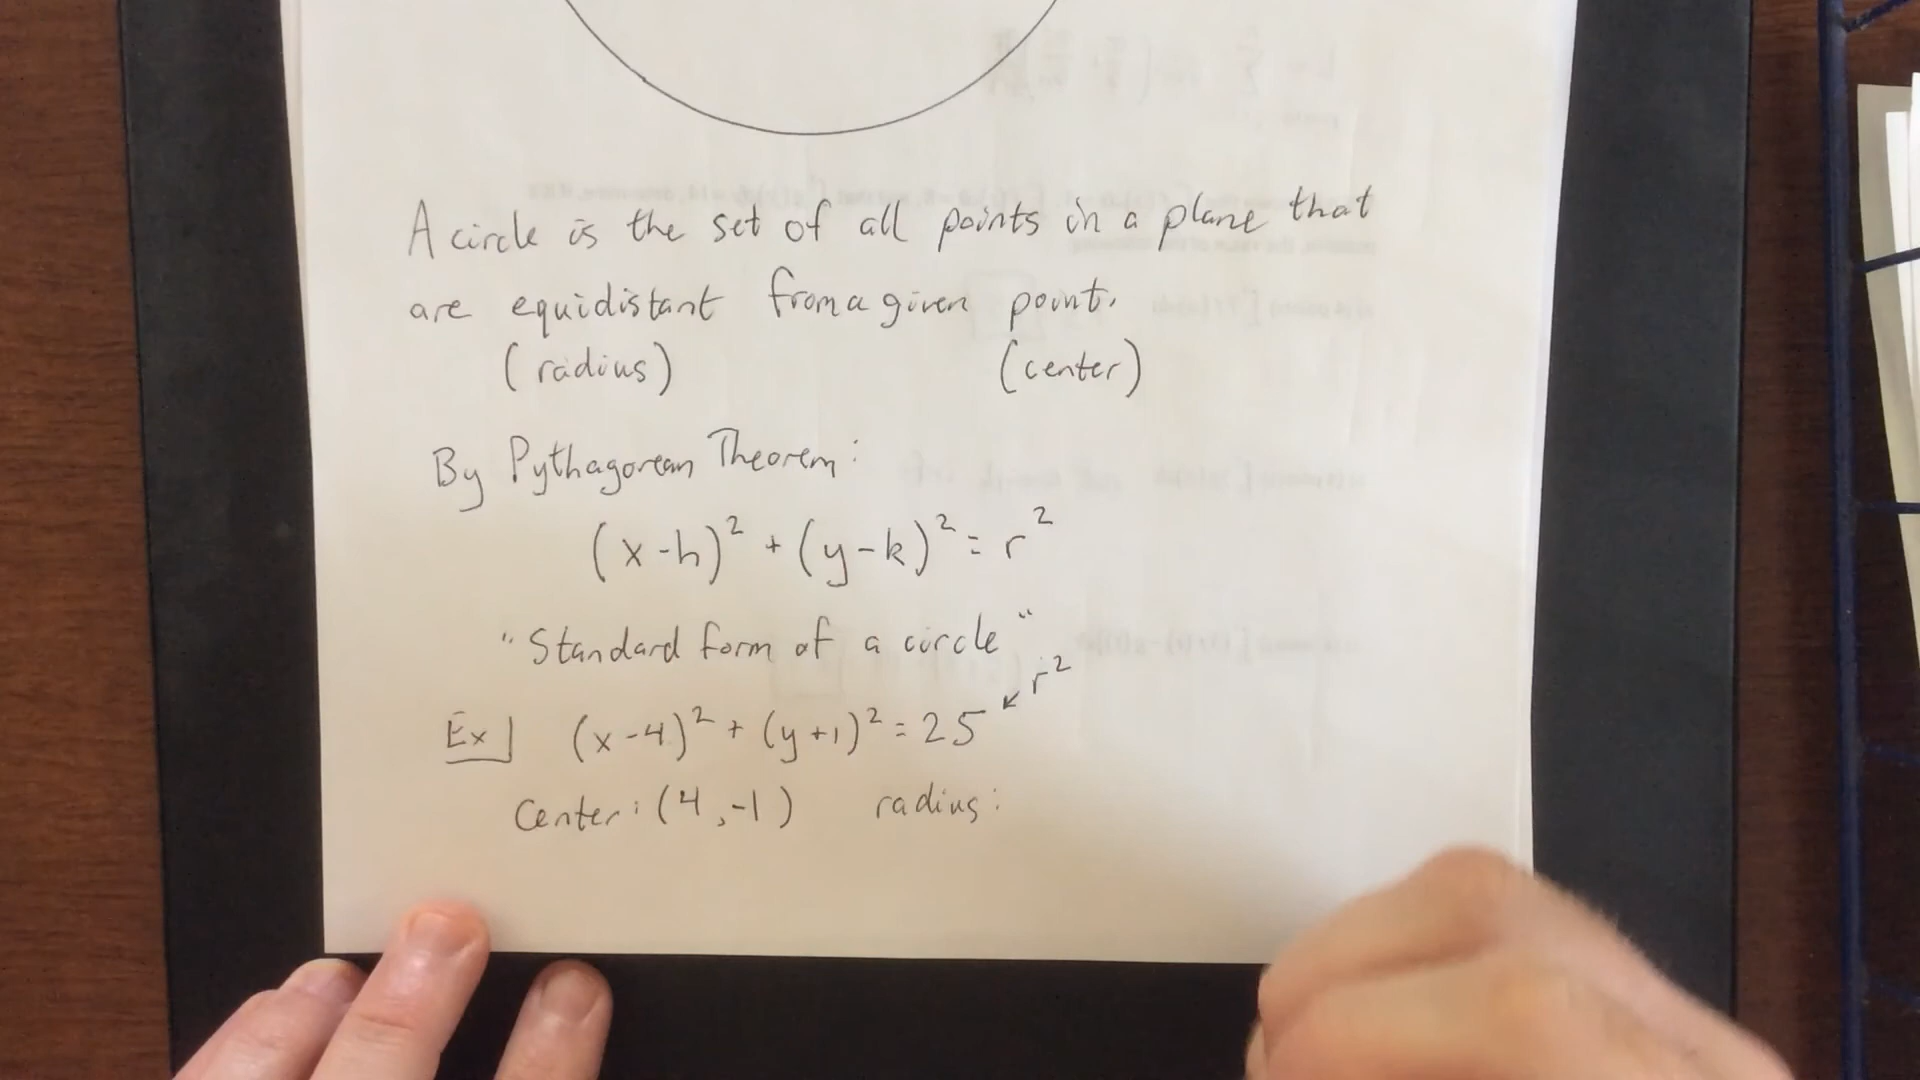 A circle is the set of all points in a plane that
are equidistant from a given point.
(radius) (center)
By Pythagorean Theorem:
(x-h)² + (y-k)² = r²
"Standard form of a circle"
r²
Ex] (x-4)² + (y+1)² = 25
Center: (4,-1) radius: